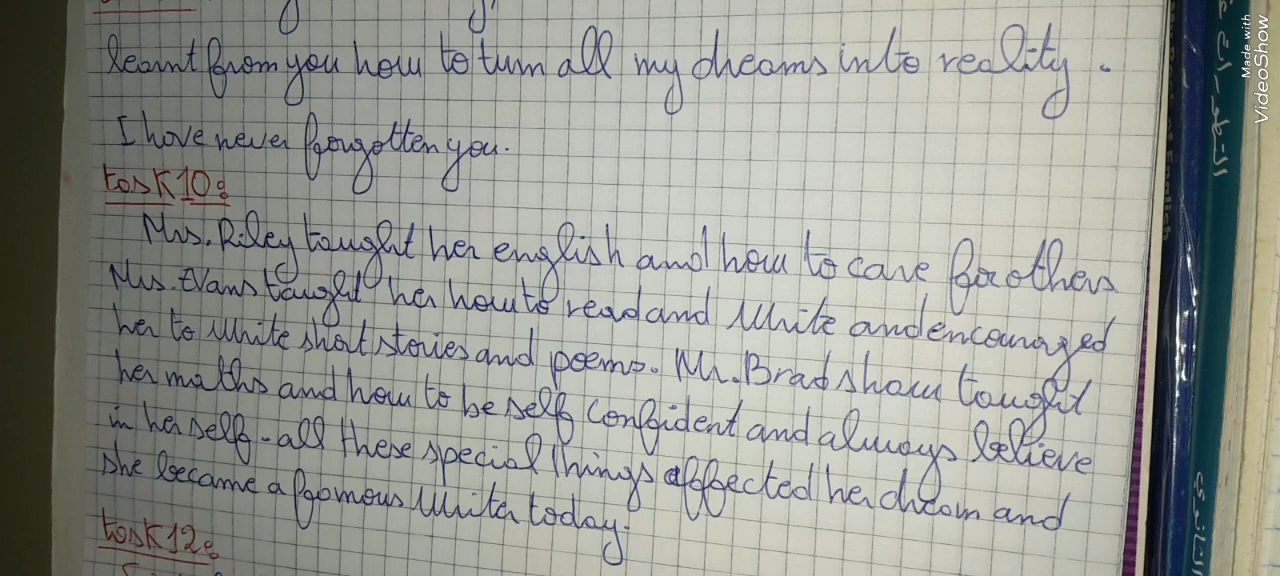 learnt from you how to turn all my dreams into reality.
I have never forgotten you.
task 10:
Mrs. Riley taught her english and how to care for others
Mrs. Evans taught her how to read and write and encouraged
her to write short stories and poems. Mr. Bradshaw taught
her maths and how to be self confident and always believe
in herself. all these special things affected her dream and
she became a famous writer today.
task 12:
Made with
VideoShow
English